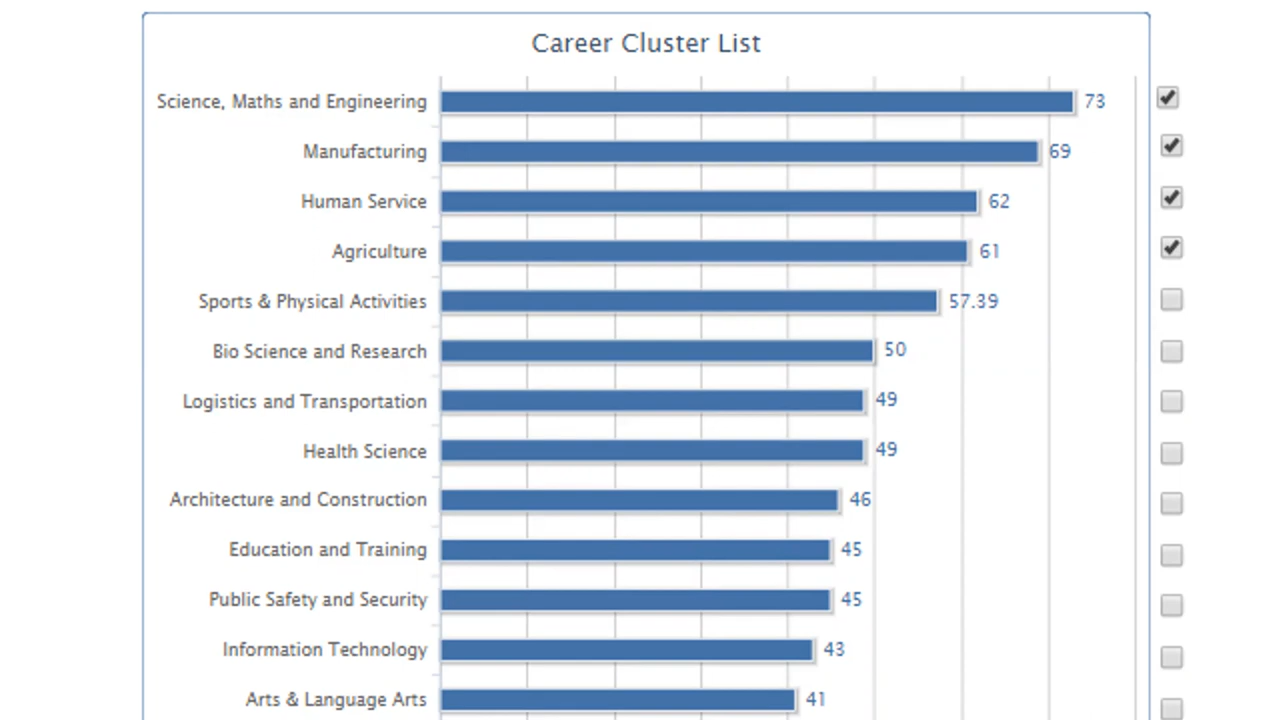 Career Cluster List
Science, Maths and Engineering 73
Manufacturing 69
Human Service 62
Agriculture 61
Sports & Physical Activities 57.39
Bio Science and Research 50
Logistics and Transportation 49
Health Science 49
Architecture and Construction 46
Education and Training 45
Public Safety and Security 45
Information Technology 43
Arts & Language Arts 41